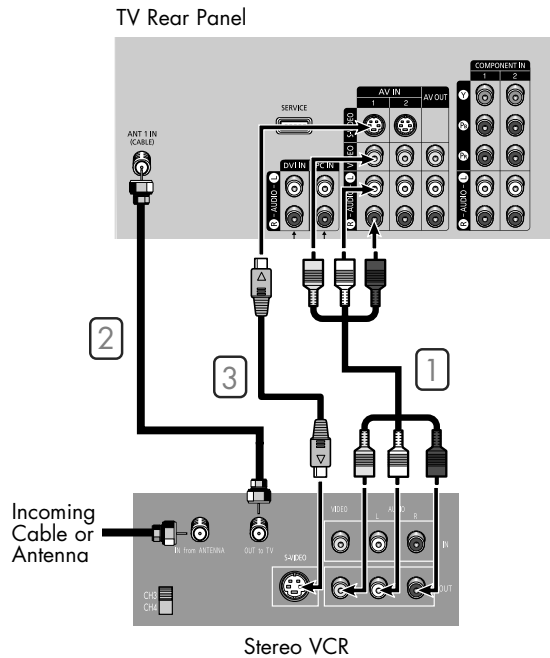 TV Rear Panel
COMPONENT IN
1 2
AV IN
AV OUT
1 2
SERVICE
ANT 1 IN
(CABLE)
S-VIDEO
VIDEO
Y
PB
PR
DVI IN
PC IN
R - AUDIO - L
R - AUDIO - L
R - AUDIO - L
2
3
1
Incoming
Cable or
Antenna
IN from ANTENNA
OUT to TV
S-VIDEO
VIDEO
AUDIO
L R
IN
OUT
CH3
CH4
Stereo VCR